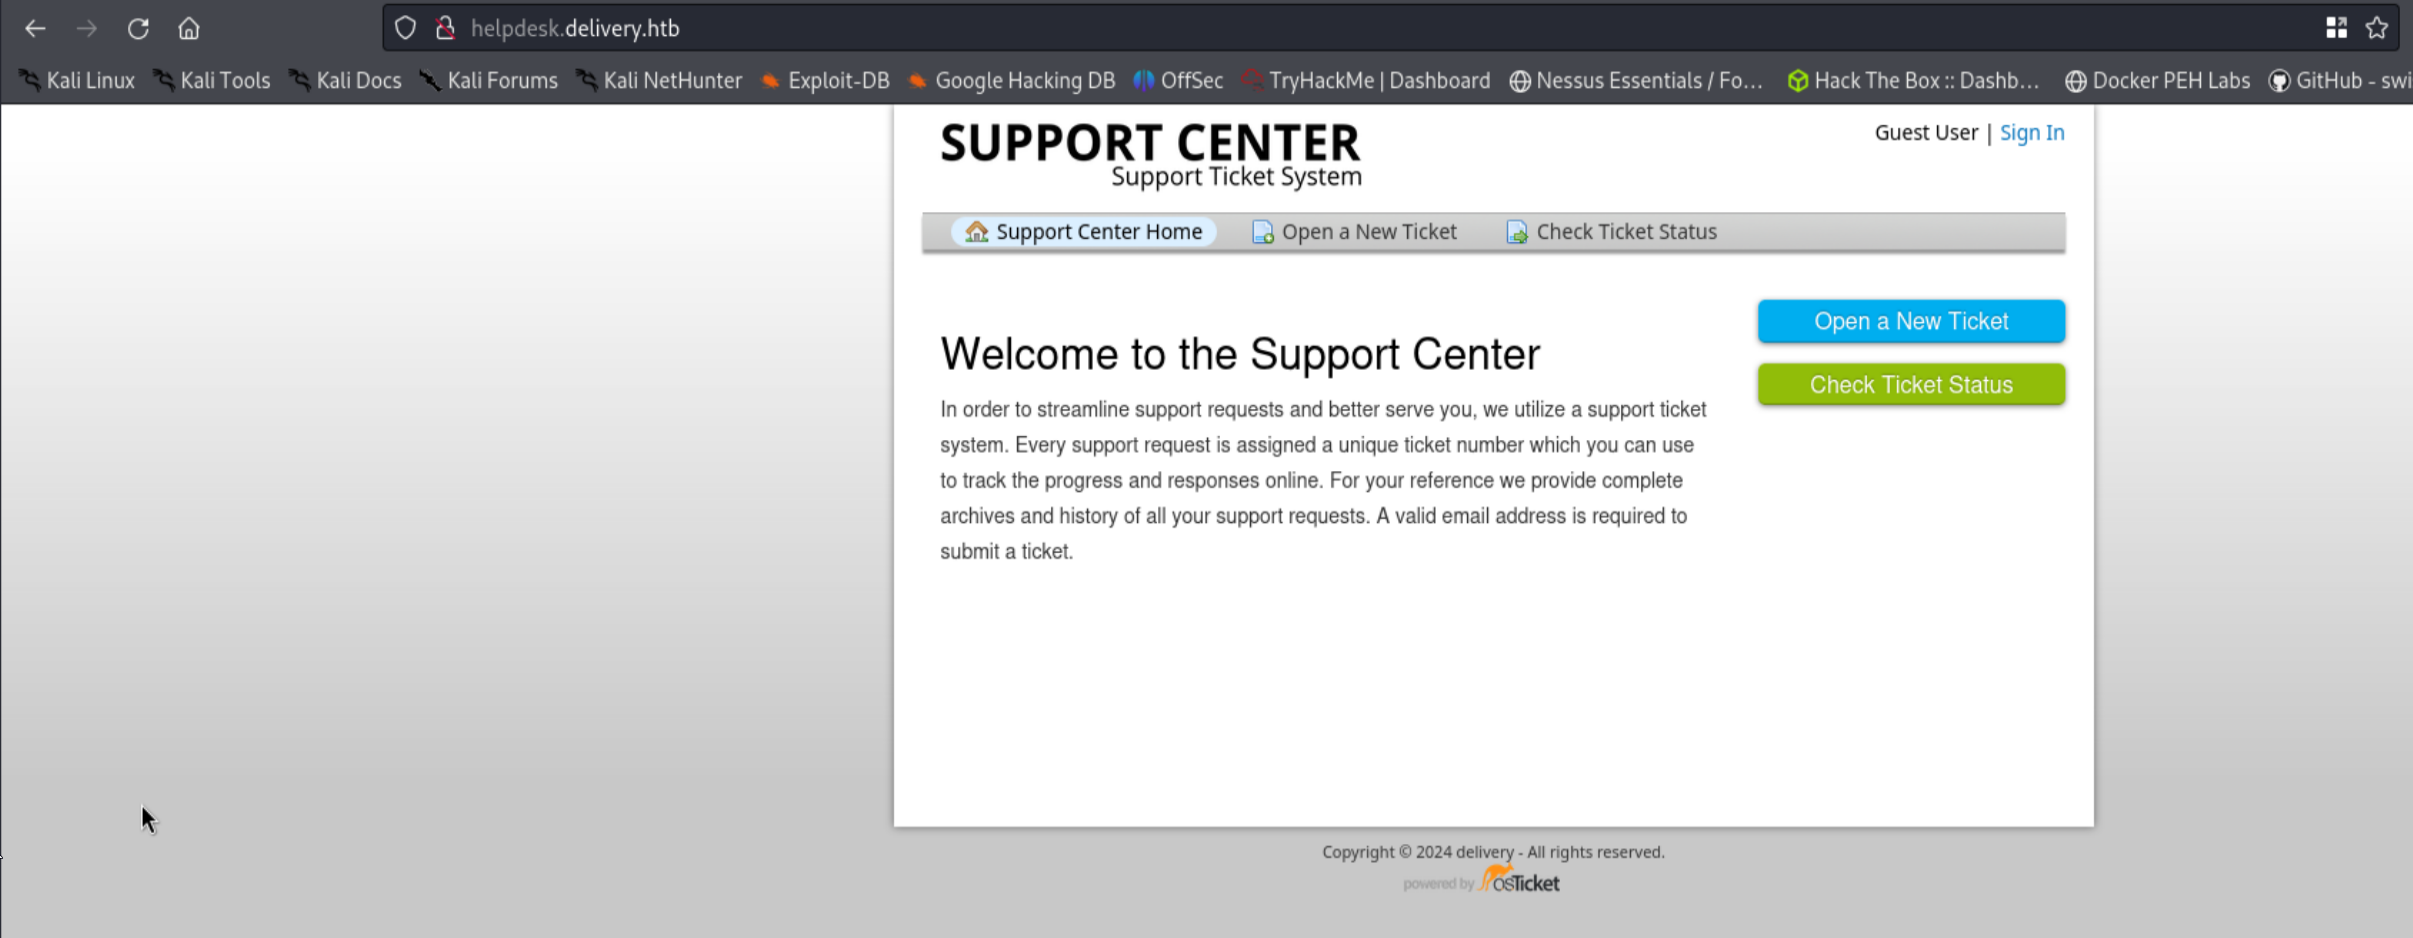 helpdesk.delivery.htb
Kali Linux Kali Tools Kali Docs Kali Forums Kali NetHunter Exploit-DB Google Hacking DB OffSec TryHackMe | Dashboard Nessus Essentials / Fo... Hack The Box :: Dashb... Docker PEH Labs GitHub - swi
SUPPORT CENTER
Guest User | Sign In
Support Ticket System
Support Center Home Open a New Ticket Check Ticket Status
Open a New Ticket
Welcome to the Support Center
Check Ticket Status
In order to streamline support requests and better serve you, we utilize a support ticket
system. Every support request is assigned a unique ticket number which you can use
to track the progress and responses online. For your reference we provide complete
archives and history of all your support requests. A valid email address is required to
submit a ticket.
Copyright © 2024 delivery - All rights reserved.
powered by osTicket